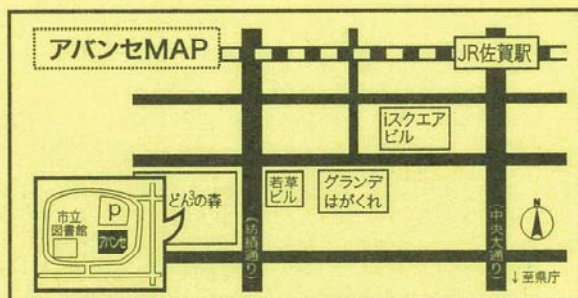 アバンセMAP
JR佐賀駅
iスクエア
ビル
若草
ビル
グランデ
はがくれ
どん3の森
市立
図書館
P
アバンセ
(紡績通り)
(中央大通り)
N
↓至県庁